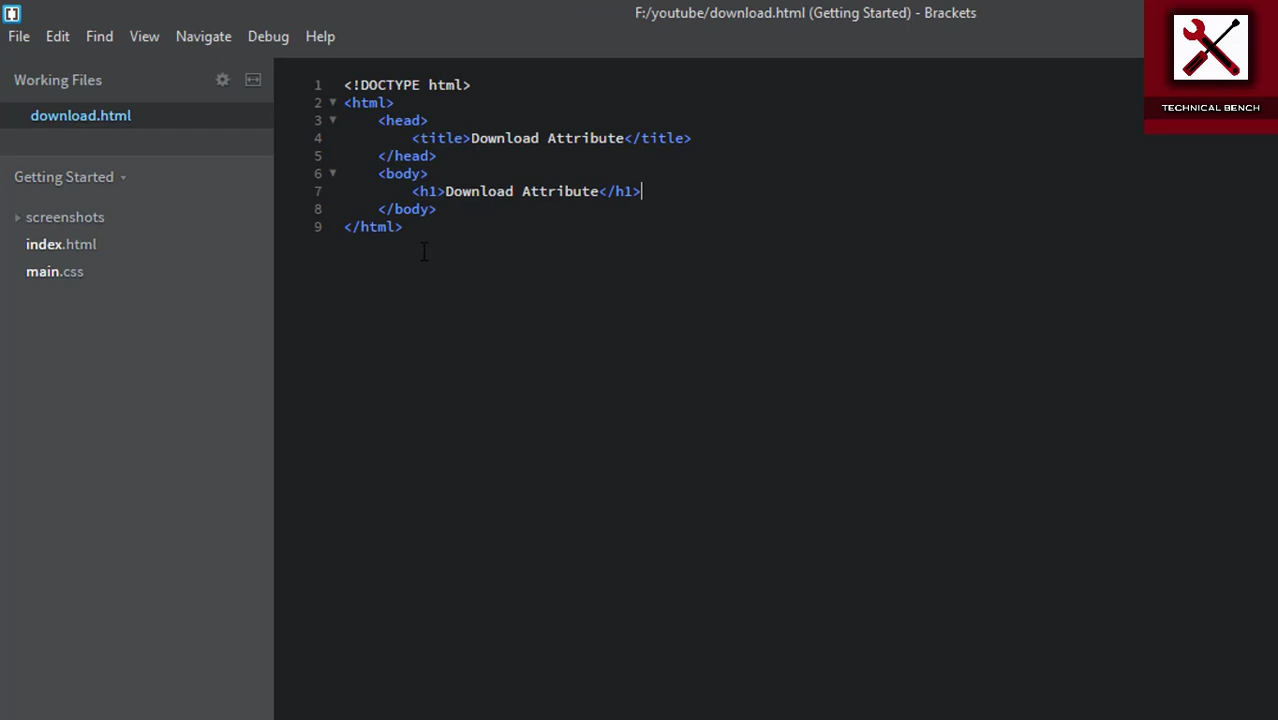 F:/youtube/download.html (Getting Started) - Brackets
File Edit Find View Navigate Debug Help
TECHNICAL BENCH
Working Files
download.html
Getting Started
screenshots
index.html
main.css
1 <!DOCTYPE html>
2 <html>
3 <head>
4 <title>Download Attribute</title>
5 </head>
6 <body>
7 <h1>Download Attribute</h1>
8 </body>
9 </html>